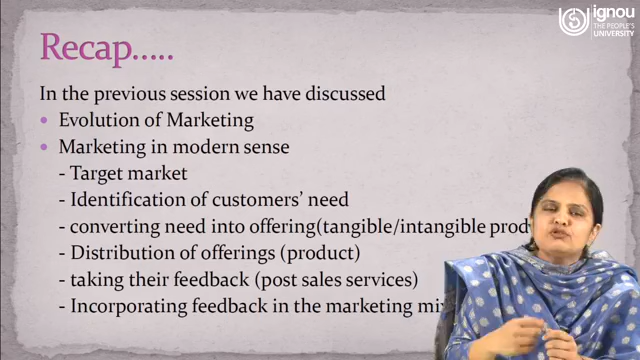 ignou
THE PEOPLE'S
UNIVERSITY
Recap.....
In the previous session we have discussed
Evolution of Marketing
Marketing in modern sense
- Target market
- Identification of customers' need
- converting need into offering(tangible/intangible
- Distribution of offerings (product)
- taking their feedback (post sales services)
- Incorporating feedback in the marketing